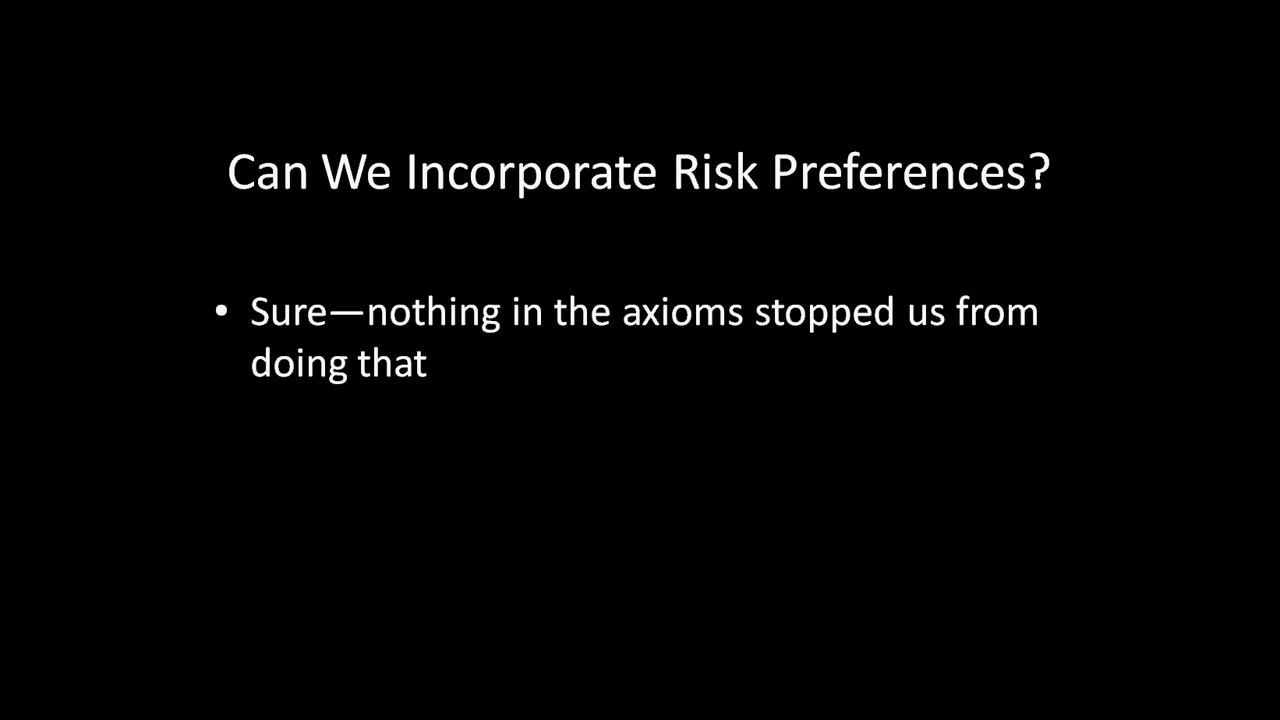 Can We Incorporate Risk Preferences?
• Sure—nothing in the axioms stopped us from
doing that